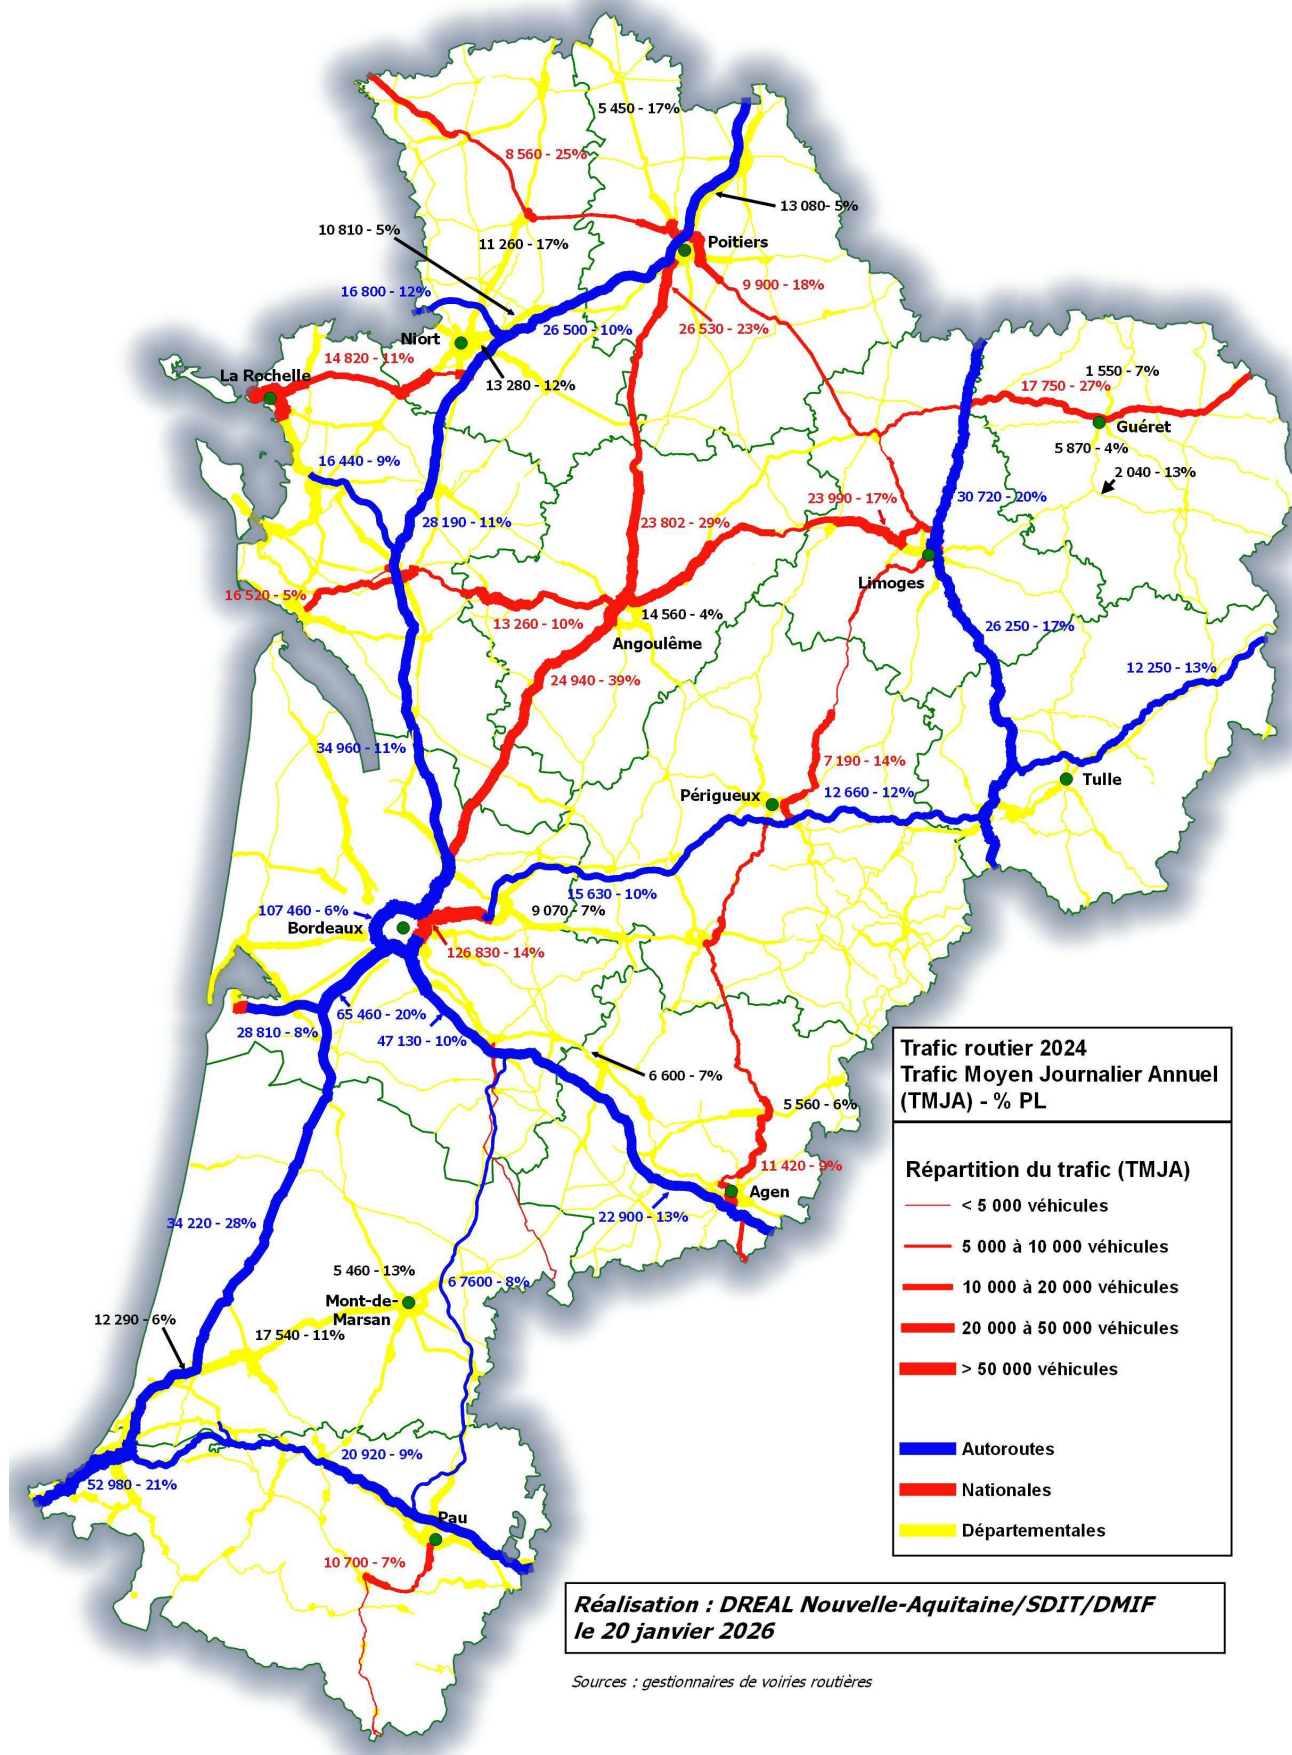 5 450 - 17%
8 560 - 25%
13 080- 5%
10 810 - 5%
11 260 - 17%
Poitiers
9 900 - 18%
16 800 - 12%
26 500 - 10%
26 530 - 23%
Niort
14 820 - 11%
La Rochelle
13 280 - 12%
1 550 - 7%
17 750 - 27%
Guéret
5 870 - 4%
2 040 - 13%
16 440 - 9%
23 990 - 17%
30 720 - 20%
28 190 - 11%
23 802 - 29%
Limoges
16 520 - 5%
13 260 - 10%
14 560 - 4%
Angoulême
26 250 - 17%
12 250 - 13%
24 940 - 39%
34 960 - 11%
7 190 - 14%
Tulle
Périgueux
12 660 - 12%
15 630 - 10%
107 460 - 6%
9 070 - 7%
Bordeaux
126 830 - 14%
65 460 - 20%
28 810 - 8%
47 130 - 10%
6 600 - 7%
5 560 - 6%
11 420 - 9%
Agen
22 900 - 13%
34 220 - 28%
5 460 - 13%
6 7600 - 8%
Mont-de-
Marsan
12 290 - 6%
17 540 - 11%
20 920 - 9%
52 980 - 21%
Pau
10 700 - 7%
Trafic routier 2024
Trafic Moyen Journalier Annuel
(TMJA) - % PL
Répartition du trafic (TMJA)
< 5 000 véhicules
5 000 à 10 000 véhicules
10 000 à 20 000 véhicules
20 000 à 50 000 véhicules
> 50 000 véhicules
Autoroutes
Nationales
Départementales
Réalisation : DREAL Nouvelle-Aquitaine/SDIT/DMIF
le 20 janvier 2026
Sources : gestionnaires de voiries routières